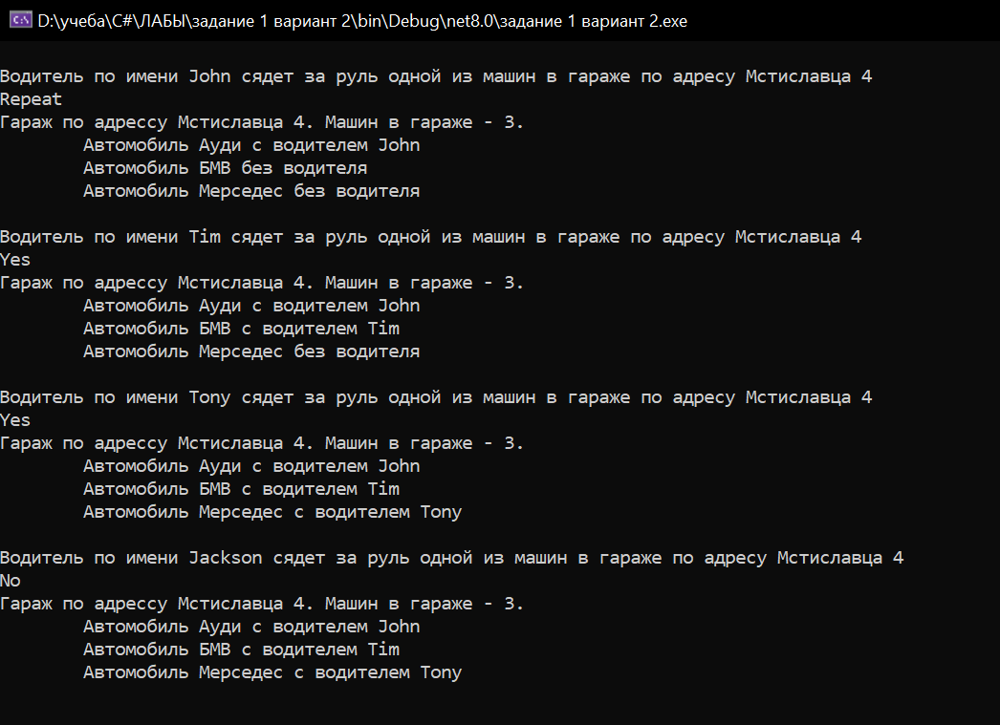 D:\учеба\C#\ЛАБЫ\задание 1 вариант 2\bin\Debug\net8.0\задание 1 вариант 2.exe
Водитель по имени John сядет за руль одной из машин в гараже по адресу Мстиславца 4
Repeat
Гараж по адрессу Мстиславца 4. Машин в гараже - 3.
Автомобиль Ауди с водителем John
Автомобиль БМВ без водителя
Автомобиль Мерседес без водителя
Водитель по имени Tim сядет за руль одной из машин в гараже по адресу Мстиславца 4
Yes
Гараж по адрессу Мстиславца 4. Машин в гараже - 3.
Автомобиль Ауди с водителем John
Автомобиль БМВ с водителем Tim
Автомобиль Мерседес без водителя
Водитель по имени Tony сядет за руль одной из машин в гараже по адресу Мстиславца 4
Yes
Гараж по адрессу Мстиславца 4. Машин в гараже - 3.
Автомобиль Ауди с водителем John
Автомобиль БМВ с водителем Tim
Автомобиль Мерседес с водителем Tony
Водитель по имени Jackson сядет за руль одной из машин в гараже по адресу Мстиславца 4
No
Гараж по адрессу Мстиславца 4. Машин в гараже - 3.
Автомобиль Ауди с водителем John
Автомобиль БМВ с водителем Tim
Автомобиль Мерседес с водителем Tony